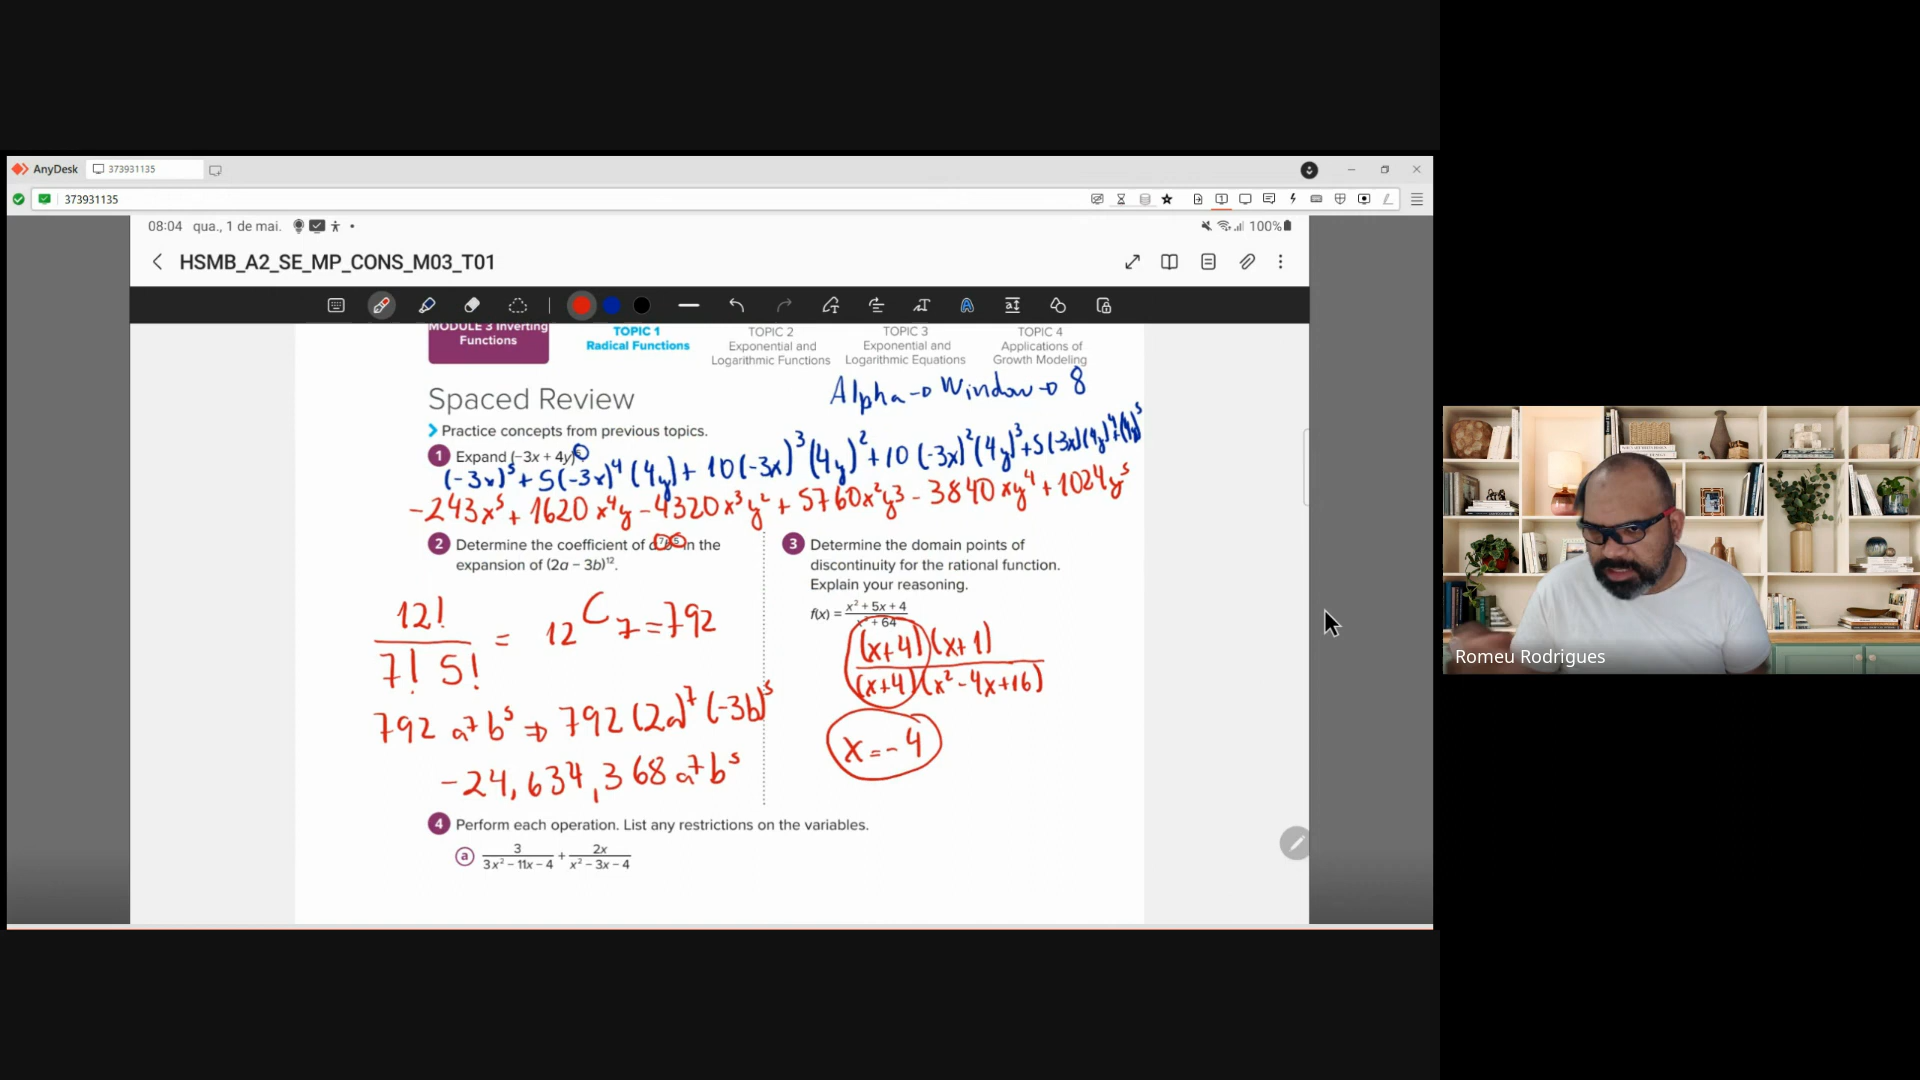 AnyDesk 373931135
373931135
08:04 qua., 1 de mai. 100%
HSMB_A2_SE_MP_CONS_M03_T01
MODULE 3 Inverting Functions
TOPIC 1 Radical Functions
TOPIC 2 Exponential and Logarithmic Functions
TOPIC 3 Exponential and Logarithmic Equations
TOPIC 4 Applications of Growth Modeling
Alpha → Window → 8
Spaced Review
Practice concepts from previous topics.
1 Expand (−3x + 4y)
(-3x)⁵ + 5(-3x)⁴(4y) + 10(-3x)³(4y)² + 10(-3x)²(4y)³ + 5(-3x)(4y)⁴ + (4y)⁵
-243x⁵ + 1620x⁴y - 4320x³y² + 5760x²y³ - 3840xy⁴ + 1024y⁵
2 Determine the coefficient of a⁷b⁵ in the
expansion of (2a − 3b)¹².
12!
7! 5!
= 12 C 7 = 792
792 a⁷b⁵ ⇒ 792 (2a)⁷ (-3b)⁵
-24,634,368 a⁷b⁵
3 Determine the domain points of
discontinuity for the rational function.
Explain your reasoning.
f(x) = x² + 5x + 4
x³ + 64
(x+4)(x+1)
(x+4)(x²-4x+16)
x = -4
4 Perform each operation. List any restrictions on the variables.
a 3/(3x² − 11x − 4) + 2x/(x² − 3x − 4)
Romeu Rodrigues